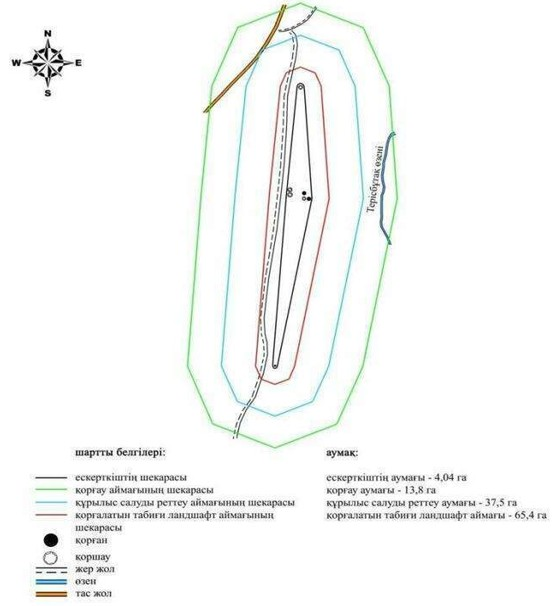 N
W E
S
Терісбұтақ өзені
шартты белгілері:
аумақ:
ескерткіштің шекарасы
ескерткіштің аумағы - 4,04 га
қорғау аймағының шекарасы
қорғау аумағы - 13,8 га
құрылыс салуды реттеу аймағының шекарасы
құрылыс салуды реттеу аумағы - 37,5 га
қорғалатын табиғи ландшафт аймағының
шекарасы
қорғалатын табиғи ландшафт аймағы - 65,4 га
қорған
қоршау
жер жол
өзен
тас жол